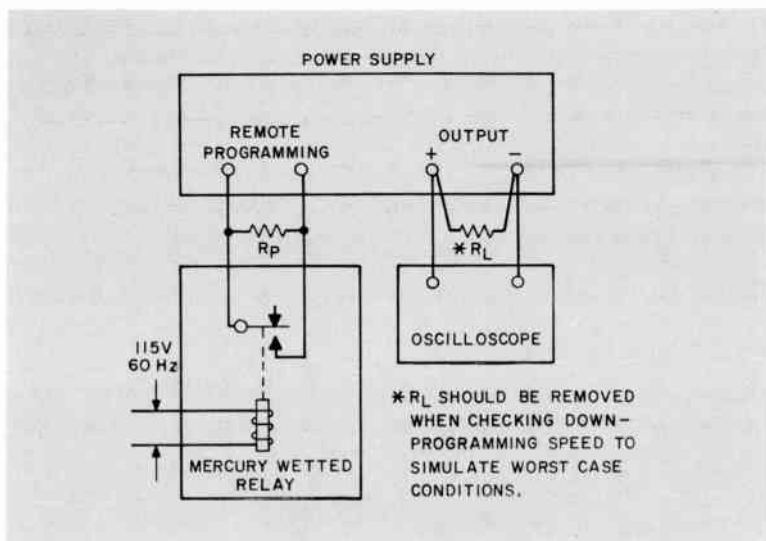 POWER SUPPLY
REMOTE
PROGRAMMING
OUTPUT
+
−
RP
*RL
115V
60 Hz
OSCILLOSCOPE
MERCURY WETTED
RELAY
*RL SHOULD BE REMOVED
WHEN CHECKING DOWN-
PROGRAMMING SPEED TO
SIMULATE WORST CASE
CONDITIONS.